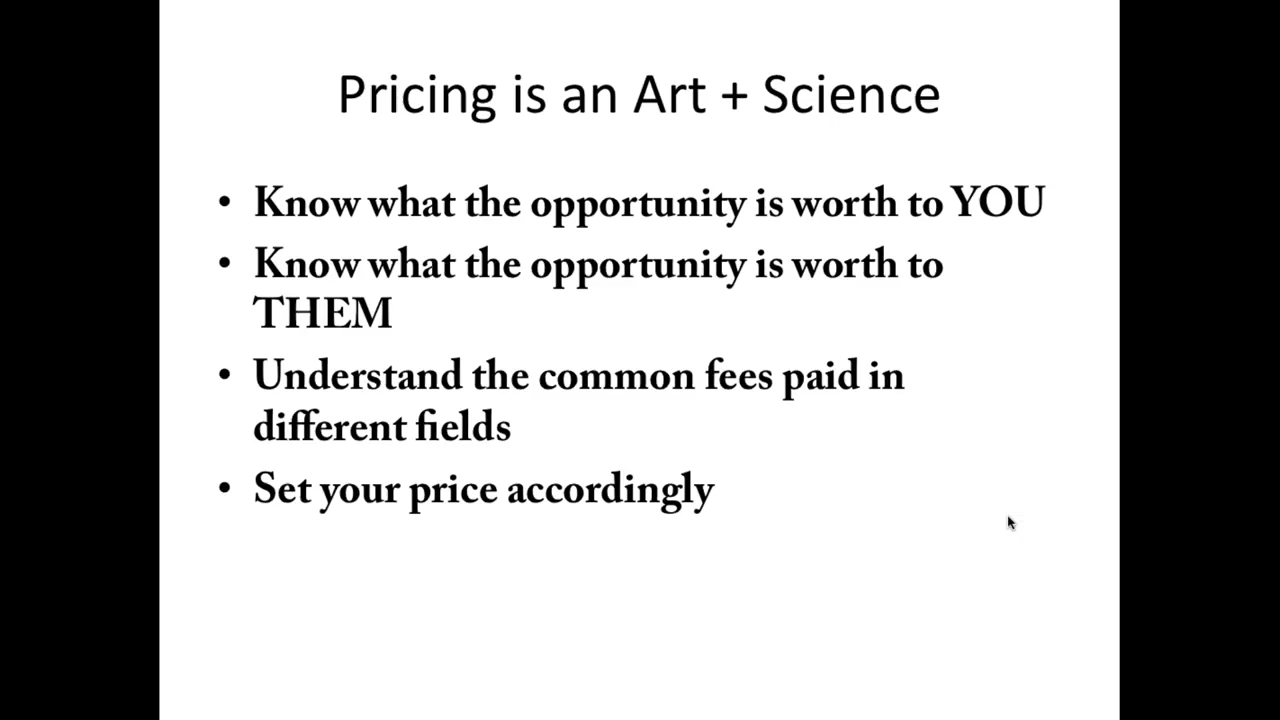 Pricing is an Art + Science
• Know what the opportunity is worth to YOU
• Know what the opportunity is worth to
THEM
• Understand the common fees paid in
different fields
• Set your price accordingly